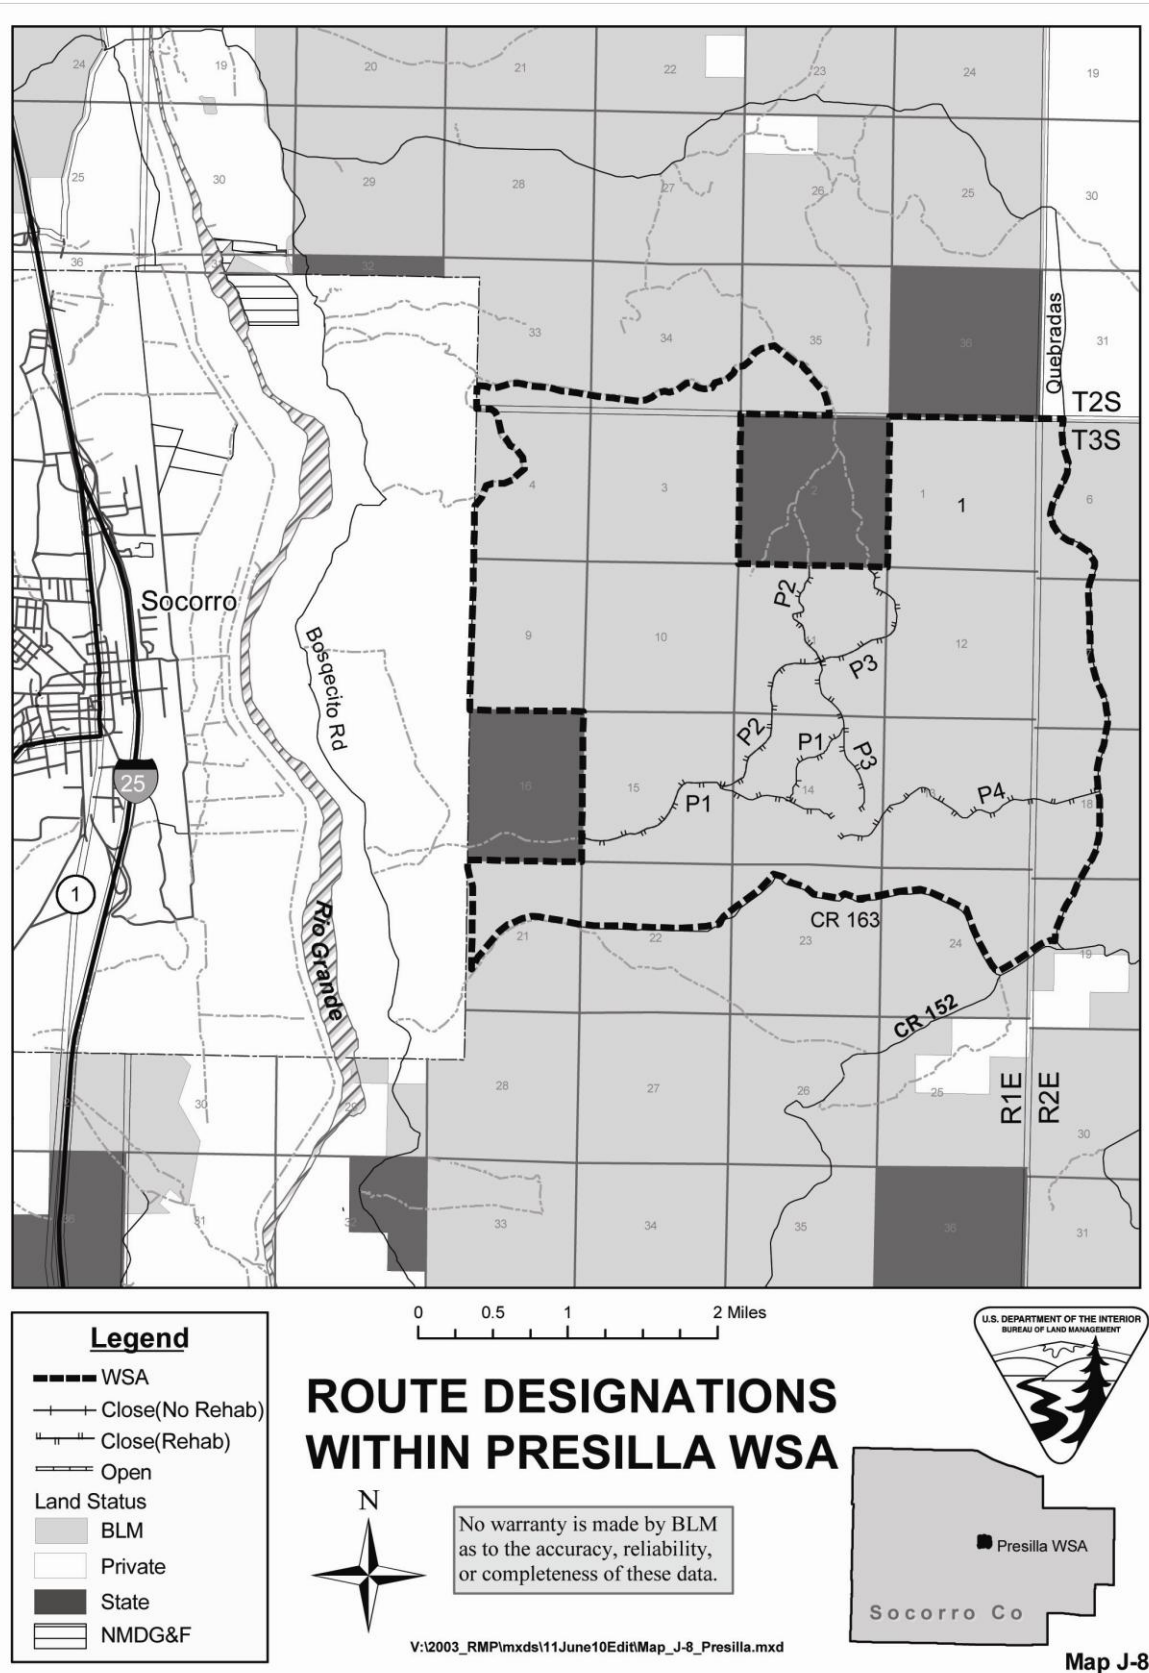 24
19
20
21
22
23
24
19
25
30
29
28
27
26
25
30
36
31
32
33
34
35
36
31
Quebradas
T2S
T3S
4
3
2
1
1
6
Socorro
Bosqecito Rd
9
10
11
12
P2
P3
P2
P1
P3
25
16
15
14
13
18
P1
P4
1
Rio Grande
21
22
23
24
19
CR 163
CR 152
28
27
26
25
30
R1E
R2E
30
29
31
32
33
34
35
36
31
36
Legend
WSA
Close(No Rehab)
Close(Rehab)
Open
Land Status
BLM
Private
State
NMDG&F
0 0.5 1 2 Miles
ROUTE DESIGNATIONS
WITHIN PRESILLA WSA
N
No warranty is made by BLM
as to the accuracy, reliability,
or completeness of these data.
V:\2003_RMP\mxds\11June10Edit\Map_J-8_Presilla.mxd
U.S. DEPARTMENT OF THE INTERIOR
BUREAU OF LAND MANAGEMENT
Presilla WSA
Socorro Co
Map J-8